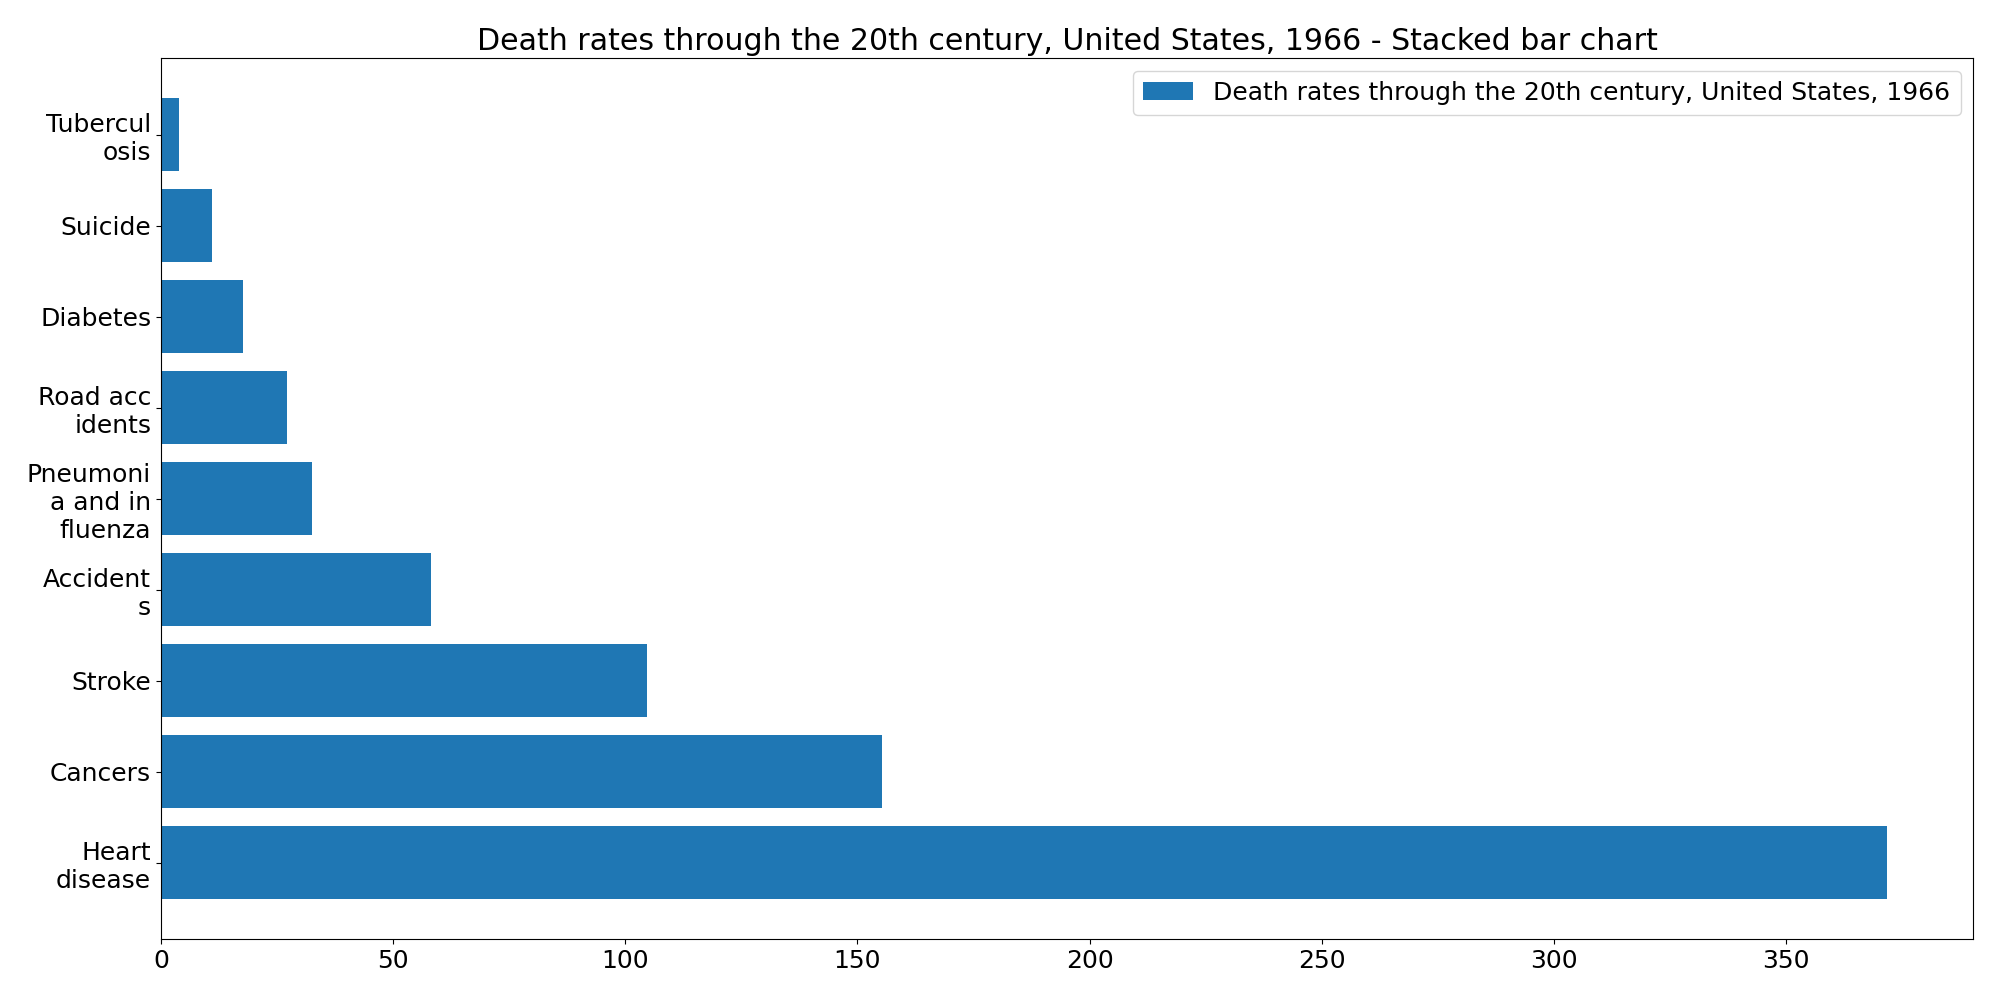 Death rates through the 20th century, United States, 1966 - Stacked bar chart
Death rates through the 20th century, United States, 1966
Tubercul
osis
Suicide
Diabetes
Road acc
idents
Pneumoni
a and in
fluenza
Accident
s
Stroke
Cancers
Heart
disease
0 50 100 150 200 250 300 350